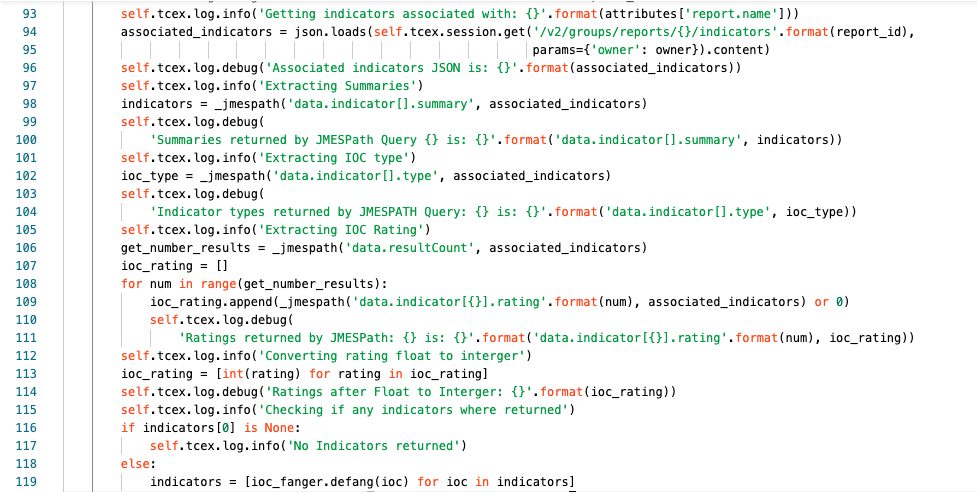 93 self.tcex.log.info('Getting indicators associated with: {}'.format(attributes['report.name']))
94 associated_indicators = json.loads(self.tcex.session.get('/v2/groups/reports/{}/indicators'.format(report_id),
95 params={'owner': owner}).content)
96 self.tcex.log.debug('Associated indicators JSON is: {}'.format(associated_indicators))
97 self.tcex.log.info('Extracting Summaries')
98 indicators = _jmespath('data.indicator[].summary', associated_indicators)
99 self.tcex.log.debug(
100 'Summaries returned by JMESPath Query {} is: {}'.format('data.indicator[].summary', indicators))
101 self.tcex.log.info('Extracting IOC type')
102 ioc_type = _jmespath('data.indicator[].type', associated_indicators)
103 self.tcex.log.debug(
104 'Indicator types returned by JMESPATH Query: {} is: {}'.format('data.indicator[].type', ioc_type))
105 self.tcex.log.info('Extracting IOC Rating')
106 get_number_results = _jmespath('data.resultCount', associated_indicators)
107 ioc_rating = []
108 for num in range(get_number_results):
109 ioc_rating.append(_jmespath('data.indicator[{}].rating'.format(num), associated_indicators) or 0)
110 self.tcex.log.debug(
111 'Ratings returned by JMESPath: {} is: {}'.format('data.indicator[{}].rating'.format(num), ioc_rating))
112 self.tcex.log.info('Converting rating float to interger')
113 ioc_rating = [int(rating) for rating in ioc_rating]
114 self.tcex.log.debug('Ratings after Float to Interger: {}'.format(ioc_rating))
115 self.tcex.log.info('Checking if any indicators where returned')
116 if indicators[0] is None:
117 self.tcex.log.info('No Indicators returned')
118 else:
119 indicators = [ioc_fanger.defang(ioc) for ioc in indicators]